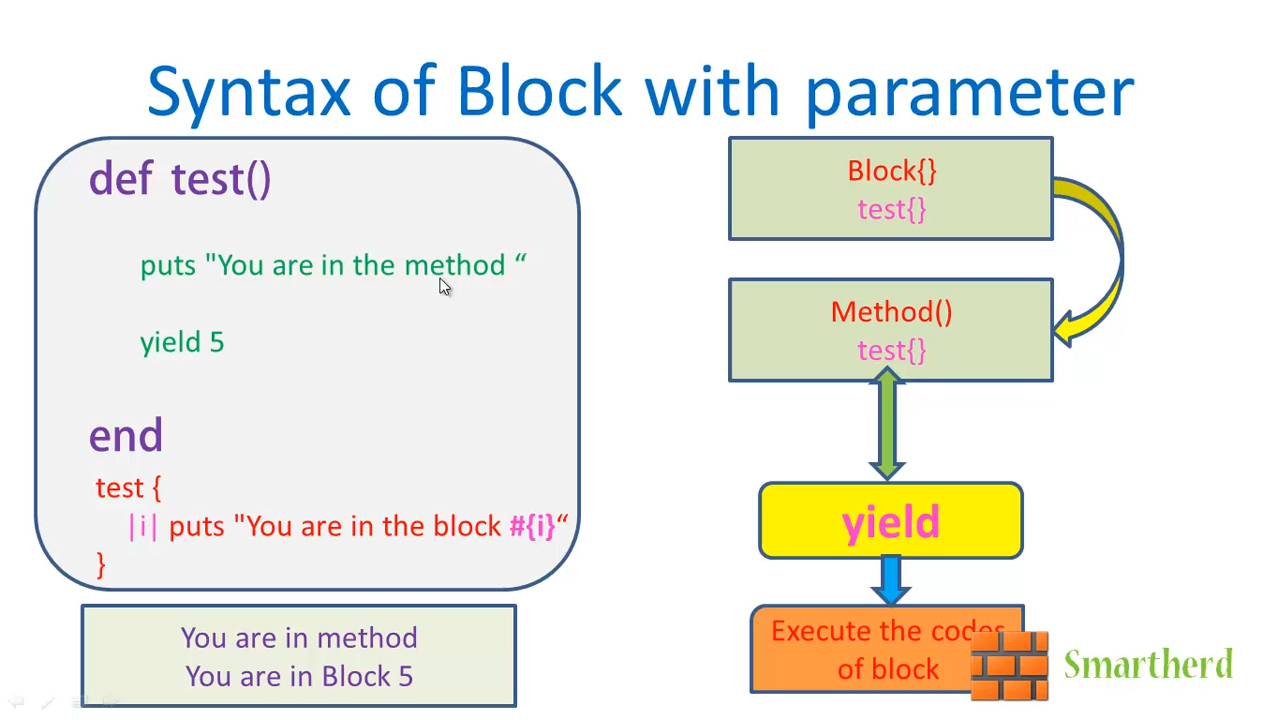 Syntax of Block with parameter
def test()
puts "You are in the method “
yield 5
end
test {
|i| puts "You are in the block #{i}“
}
You are in method
You are in Block 5
Block{}
test{}
Method()
test{}
yield
Execute the codes
of block
Smartherd